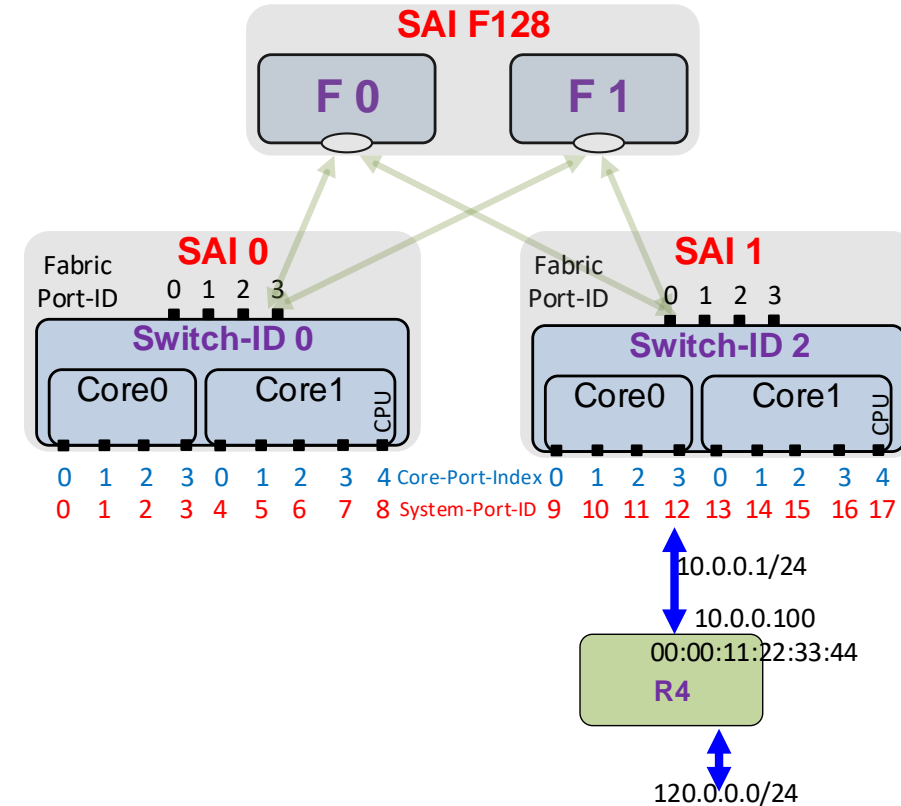 SAI F128
F 0 F 1
SAI 0 SAI 1
Fabric Fabric
Port-ID 0 1 2 3 Port-ID 0 1 2 3
Switch-ID 0 Switch-ID 2
Core0 Core1 CPU Core0 Core1 CPU
0 1 2 3 0 1 2 3 4 Core-Port-Index 0 1 2 3 0 1 2 3 4
0 1 2 3 4 5 6 7 8 System-Port-ID 9 10 11 12 13 14 15 16 17
10.0.0.1/24
10.0.0.100
00:00:11:22:33:44
R4
120.0.0.0/24